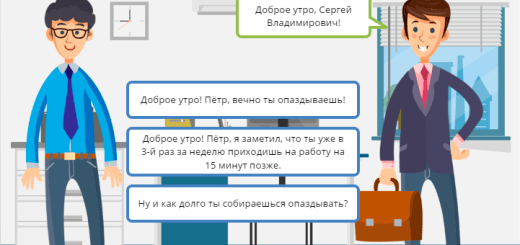 Доброе утро, Сергей
Владимирович!
Доброе утро! Пётр, вечно ты опаздываешь!
Доброе утро! Пётр, я заметил, что ты уже в
3-й раз за неделю приходишь на работу на
15 минут позже.
Ну и как долго ты собираешься опаздывать?